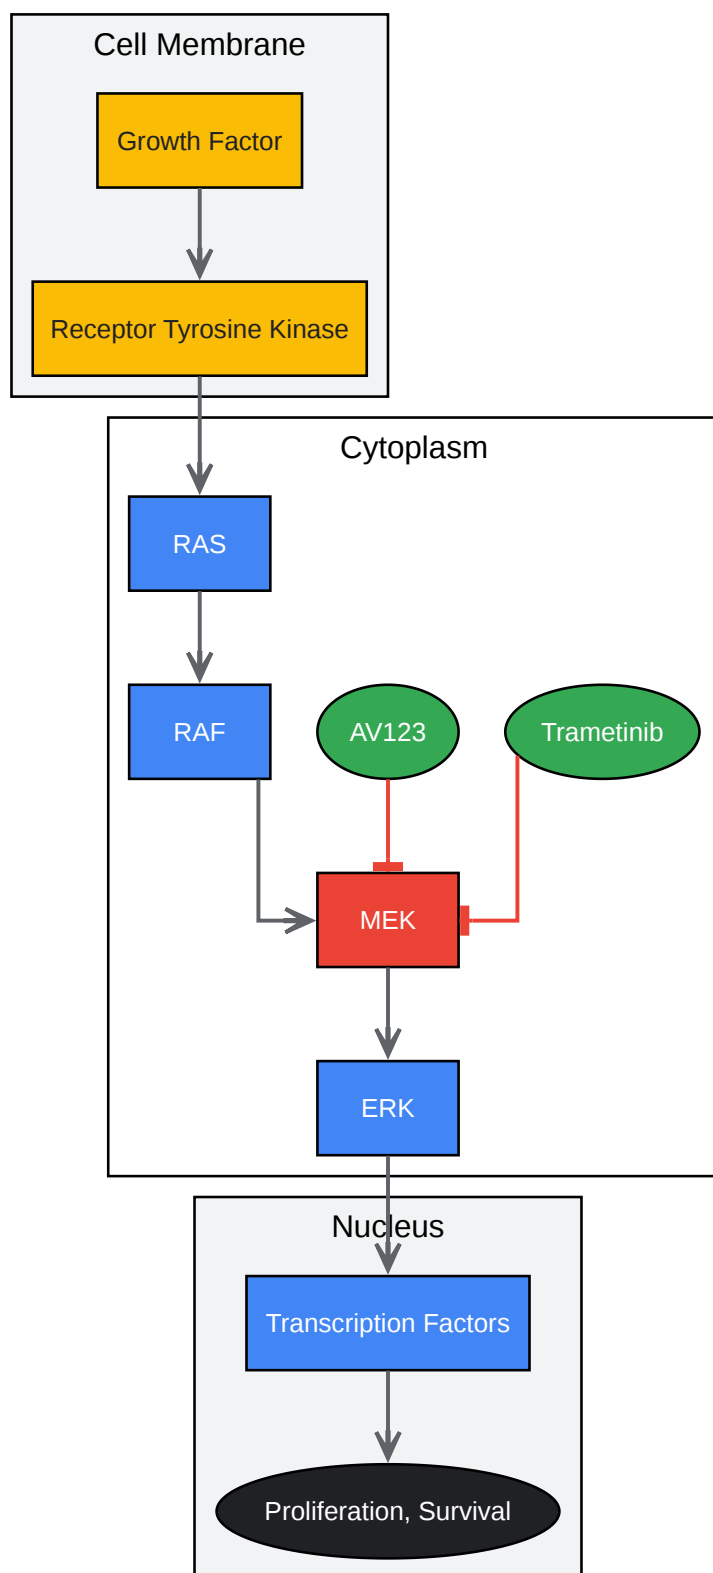 Cell Membrane
Growth Factor
Receptor Tyrosine Kinase
Cytoplasm
RAS
RAF
AV123
Trametinib
MEK
ERK
Nucleus
Transcription Factors
Proliferation, Survival